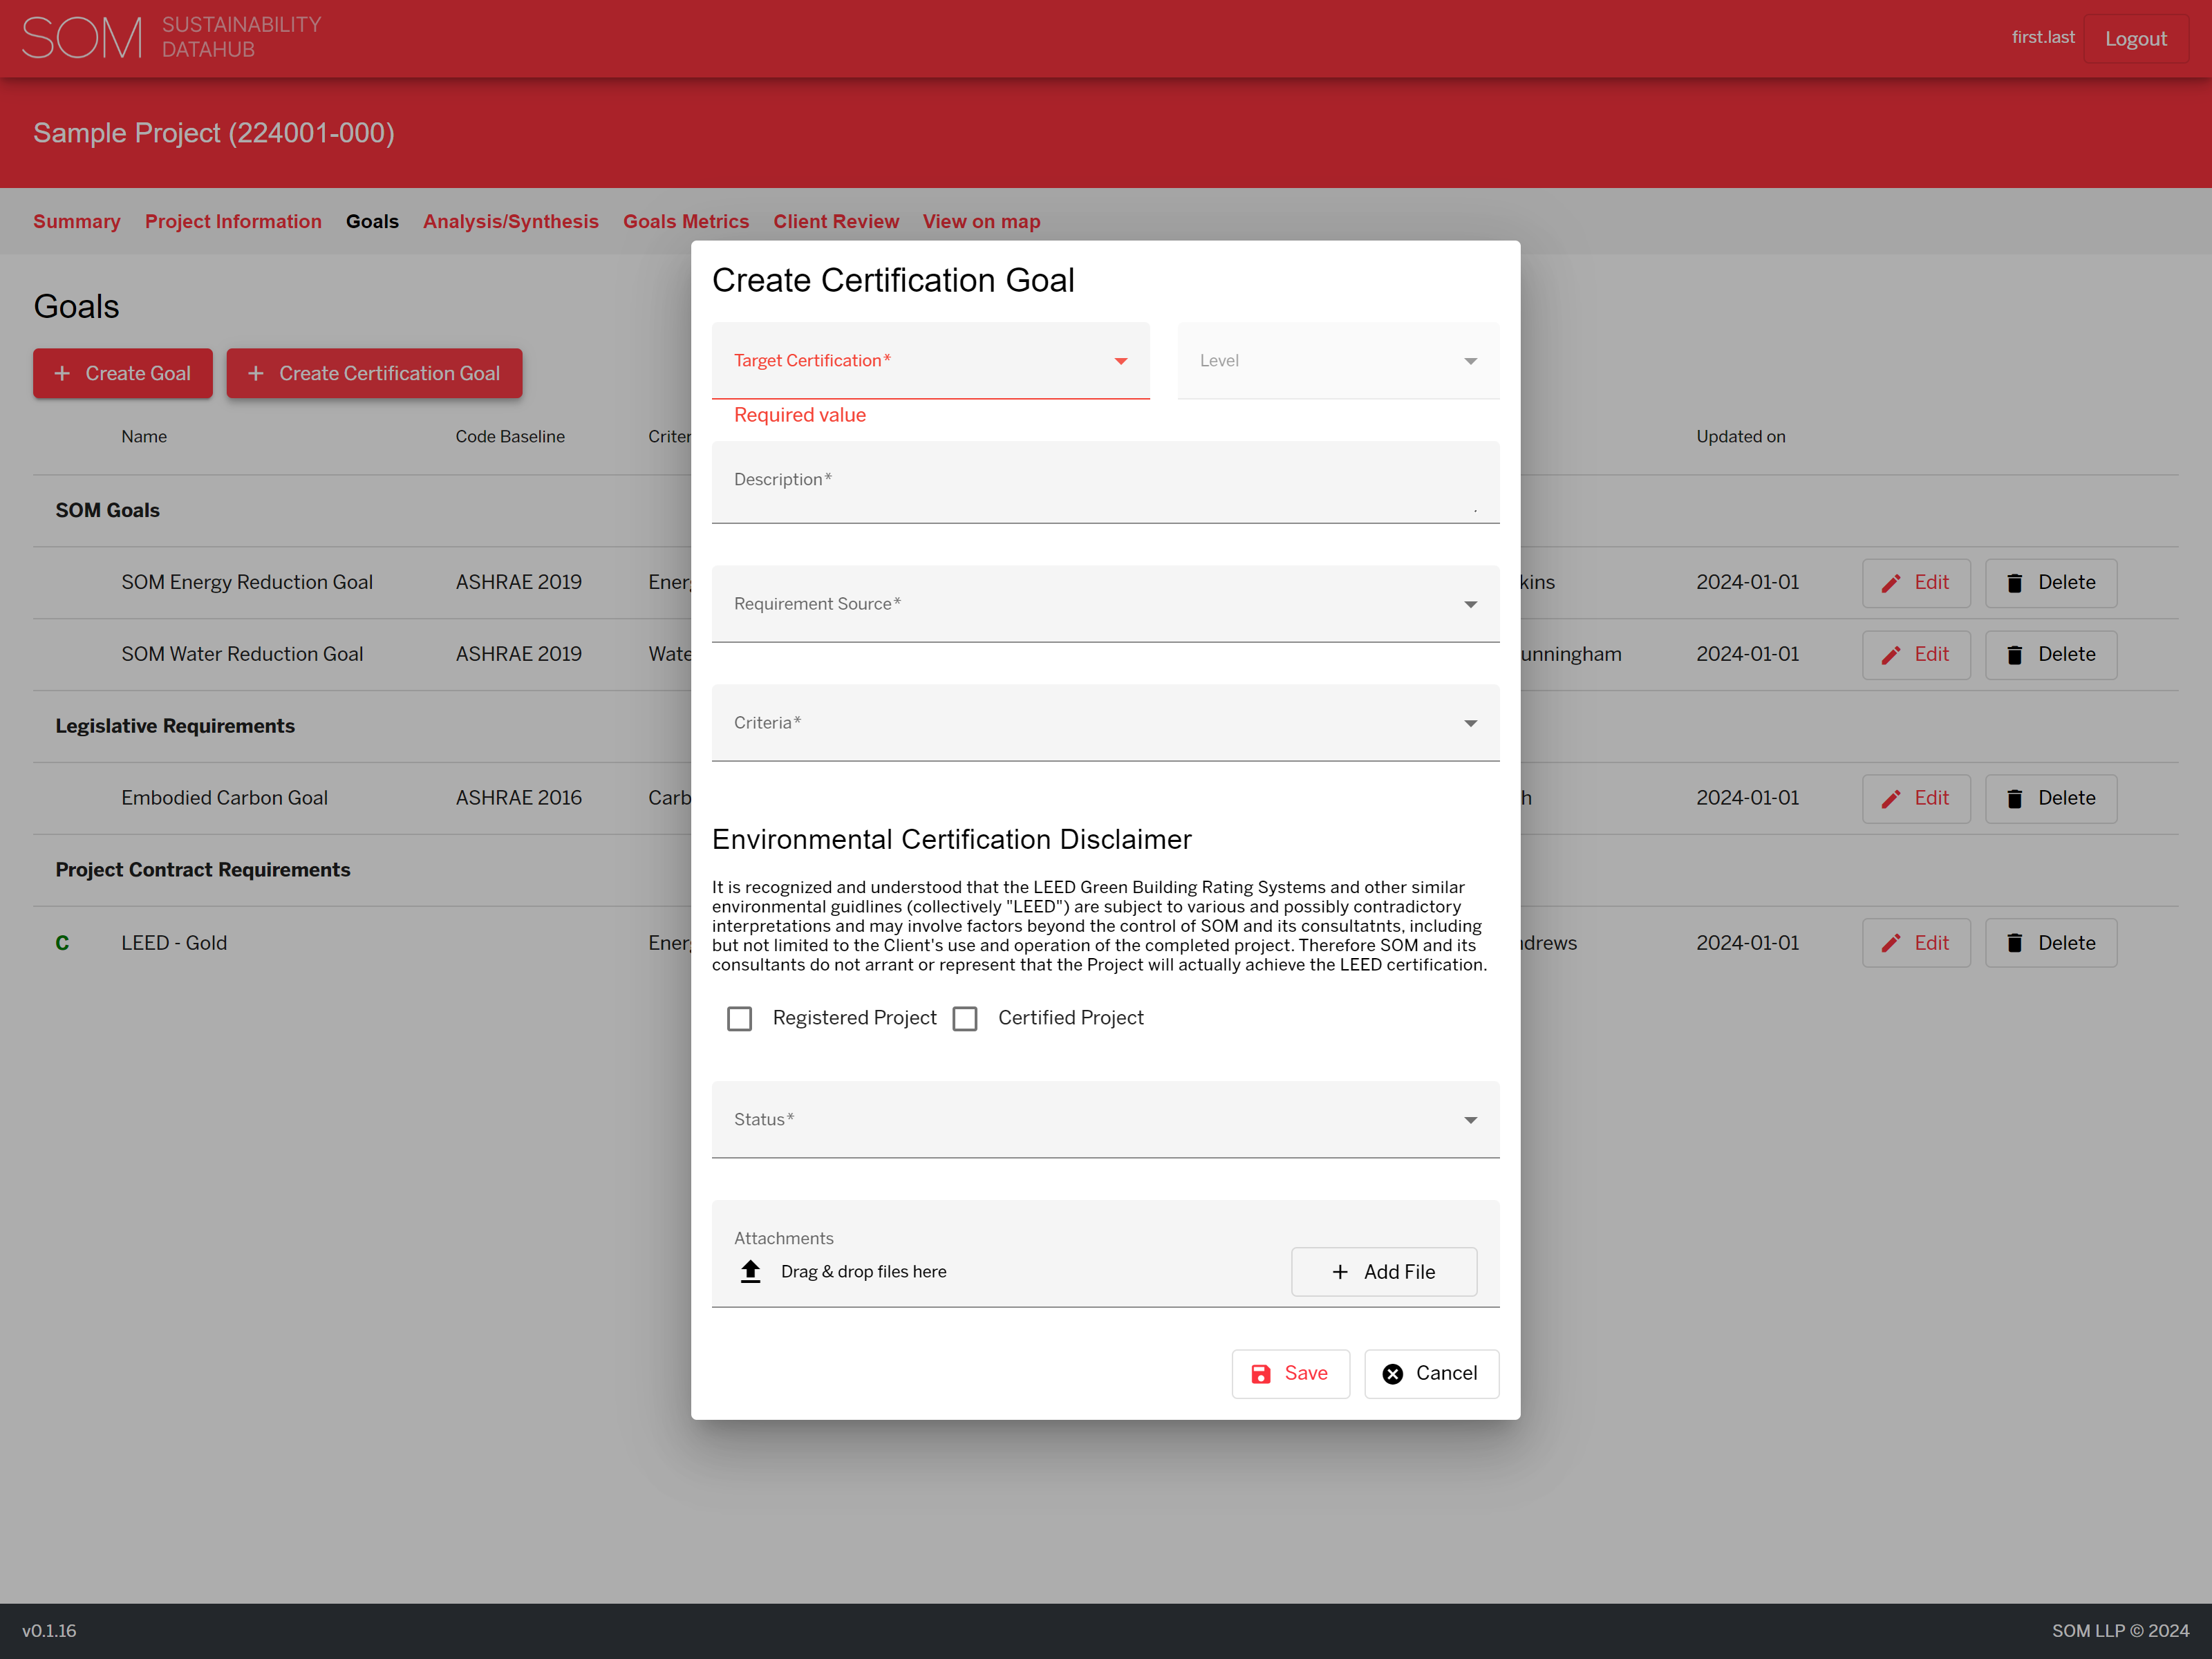 SOM SUSTAINABILITY
DATAHUB
first.last Logout
Sample Project (224001-000)
Summary Project Information Goals Analysis/Synthesis Goals Metrics Client Review View on map
Goals
Create Goal Create Certification Goal
Name Code Baseline Criter Updated on
SOM Goals
SOM Energy Reduction Goal ASHRAE 2019 Ener kins 2024-01-01 Edit Delete
SOM Water Reduction Goal ASHRAE 2019 Wate unningham 2024-01-01 Edit Delete
Legislative Requirements
Embodied Carbon Goal ASHRAE 2016 Carb h 2024-01-01 Edit Delete
Project Contract Requirements
C LEED - Gold Ener drews 2024-01-01 Edit Delete
Create Certification Goal
Target Certification* Level
Required value
Description*
Requirement Source*
Criteria*
Environmental Certification Disclaimer
It is recognized and understood that the LEED Green Building Rating Systems and other similar
environmental guidlines (collectively "LEED") are subject to various and possibly contradictory
interpretations and may involve factors beyond the control of SOM and its consultatnts, including
but not limited to the Client's use and operation of the completed project. Therefore SOM and its
consultants do not arrant or represent that the Project will actually achieve the LEED certification.
Registered Project Certified Project
Status*
Attachments
Drag & drop files here Add File
Save Cancel
v0.1.16 SOM LLP © 2024